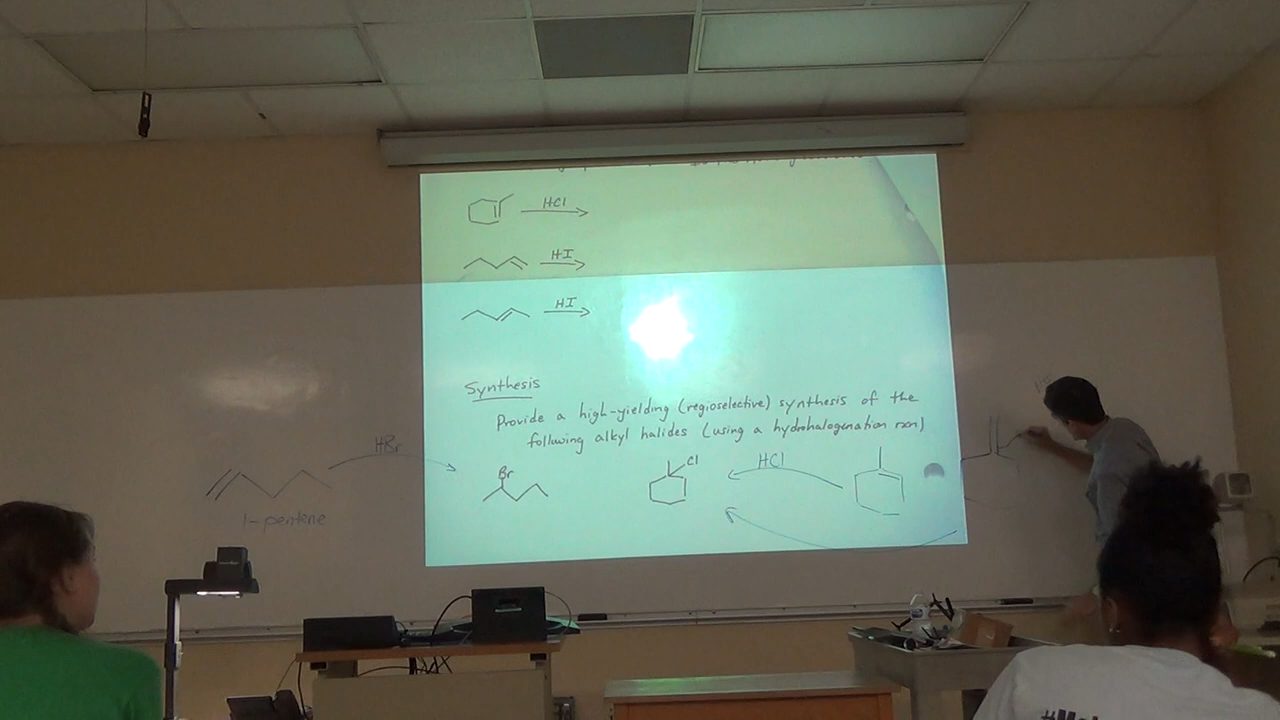 HCl
HI
HI
Synthesis
Provide a high-yielding (regioselective) synthesis of the
following alkyl halides (using a hydrohalogenation rxn)
HBr
Br
Cl
HCl
1-pentene